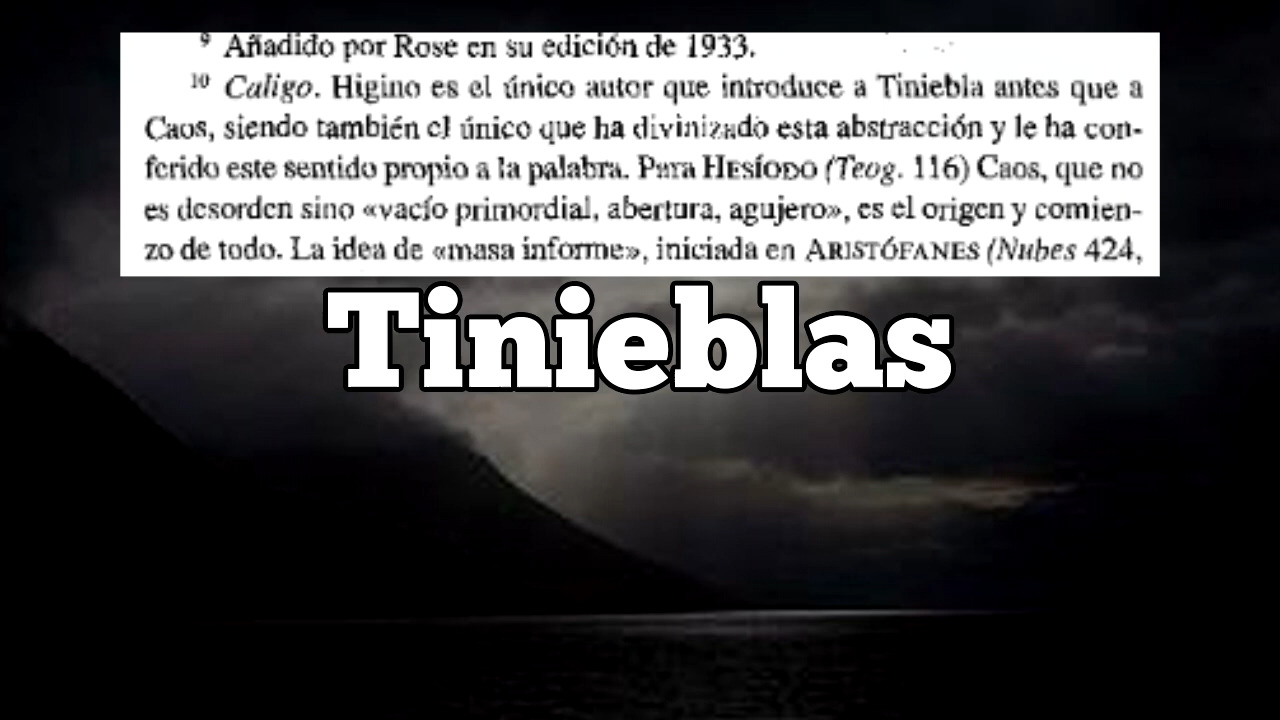 ⁹ Añadido por Rose en su edición de 1933.
¹⁰ Caligo. Higino es el único autor que introduce a Tiniebla antes que a
Caos, siendo también el único que ha divinizado esta abstracción y le ha con-
ferido este sentido propio a la palabra. Para HESÍODO (Teog. 116) Caos, que no
es desorden sino «vacío primordial, abertura, agujero», es el origen y comien-
zo de todo. La idea de «masa informe», iniciada en ARISTÓFANES (Nubes 424,
Tinieblas